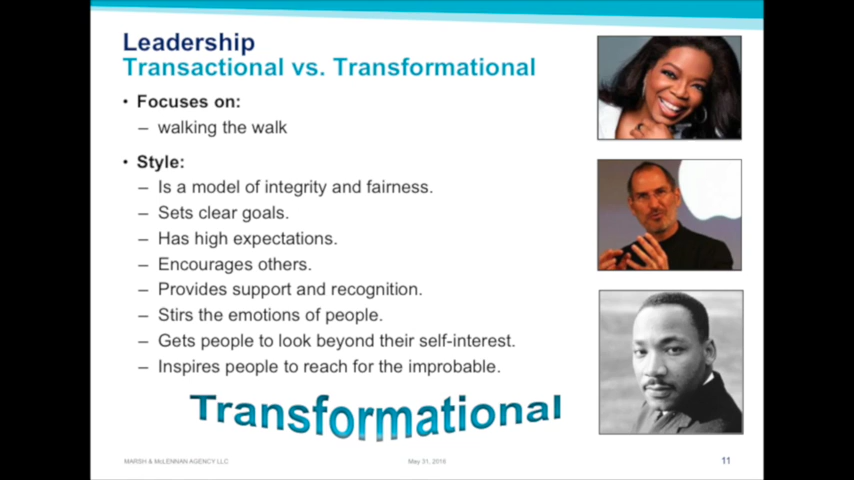 Leadership
Transactional vs. Transformational
• Focuses on:
– walking the walk
• Style:
– Is a model of integrity and fairness.
– Sets clear goals.
– Has high expectations.
– Encourages others.
– Provides support and recognition.
– Stirs the emotions of people.
– Gets people to look beyond their self-interest.
– Inspires people to reach for the improbable.
Transformational
MARSH & McLENNAN AGENCY LLC
May 31, 2016
11